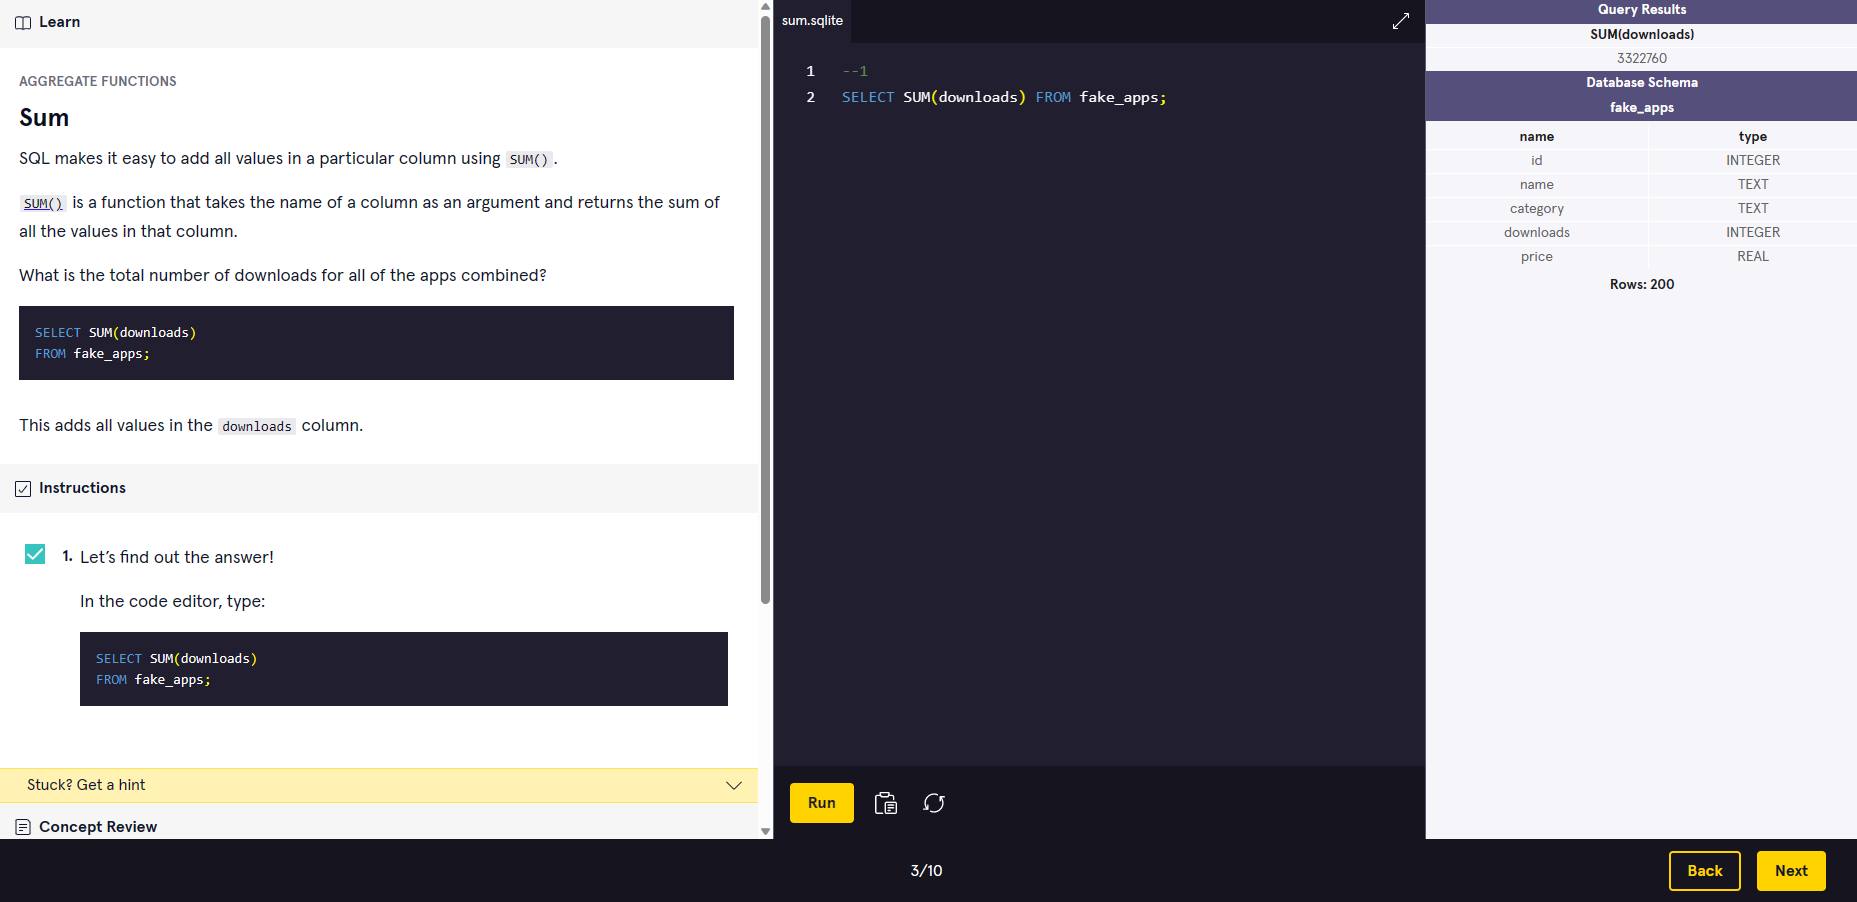 Learn
AGGREGATE FUNCTIONS
Sum
SQL makes it easy to add all values in a particular column using SUM().
SUM() is a function that takes the name of a column as an argument and returns the sum of
all the values in that column.
What is the total number of downloads for all of the apps combined?
SELECT SUM(downloads)
FROM fake_apps;
This adds all values in the downloads column.
Instructions
1. Let's find out the answer!
In the code editor, type:
SELECT SUM(downloads)
FROM fake_apps;
Stuck? Get a hint
Concept Review
sum.sqlite
1 --1
2 SELECT SUM(downloads) FROM fake_apps;
Run
Query Results
SUM(downloads)
3322760
Database Schema
fake_apps
name type
id INTEGER
name TEXT
category TEXT
downloads INTEGER
price REAL
Rows: 200
3/10
Back
Next